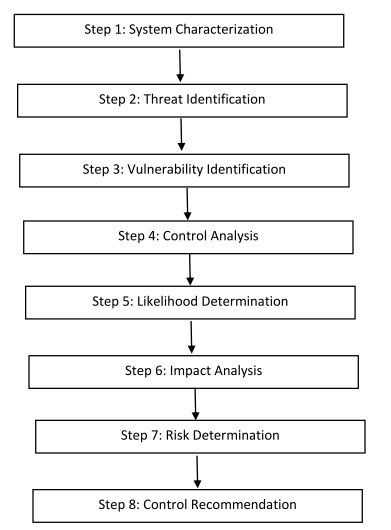 Step 1: System Characterization
Step 2: Threat Identification
Step 3: Vulnerability Identification
Step 4: Control Analysis
Step 5: Likelihood Determination
Step 6: Impact Analysis
Step 7: Risk Determination
Step 8: Control Recommendation